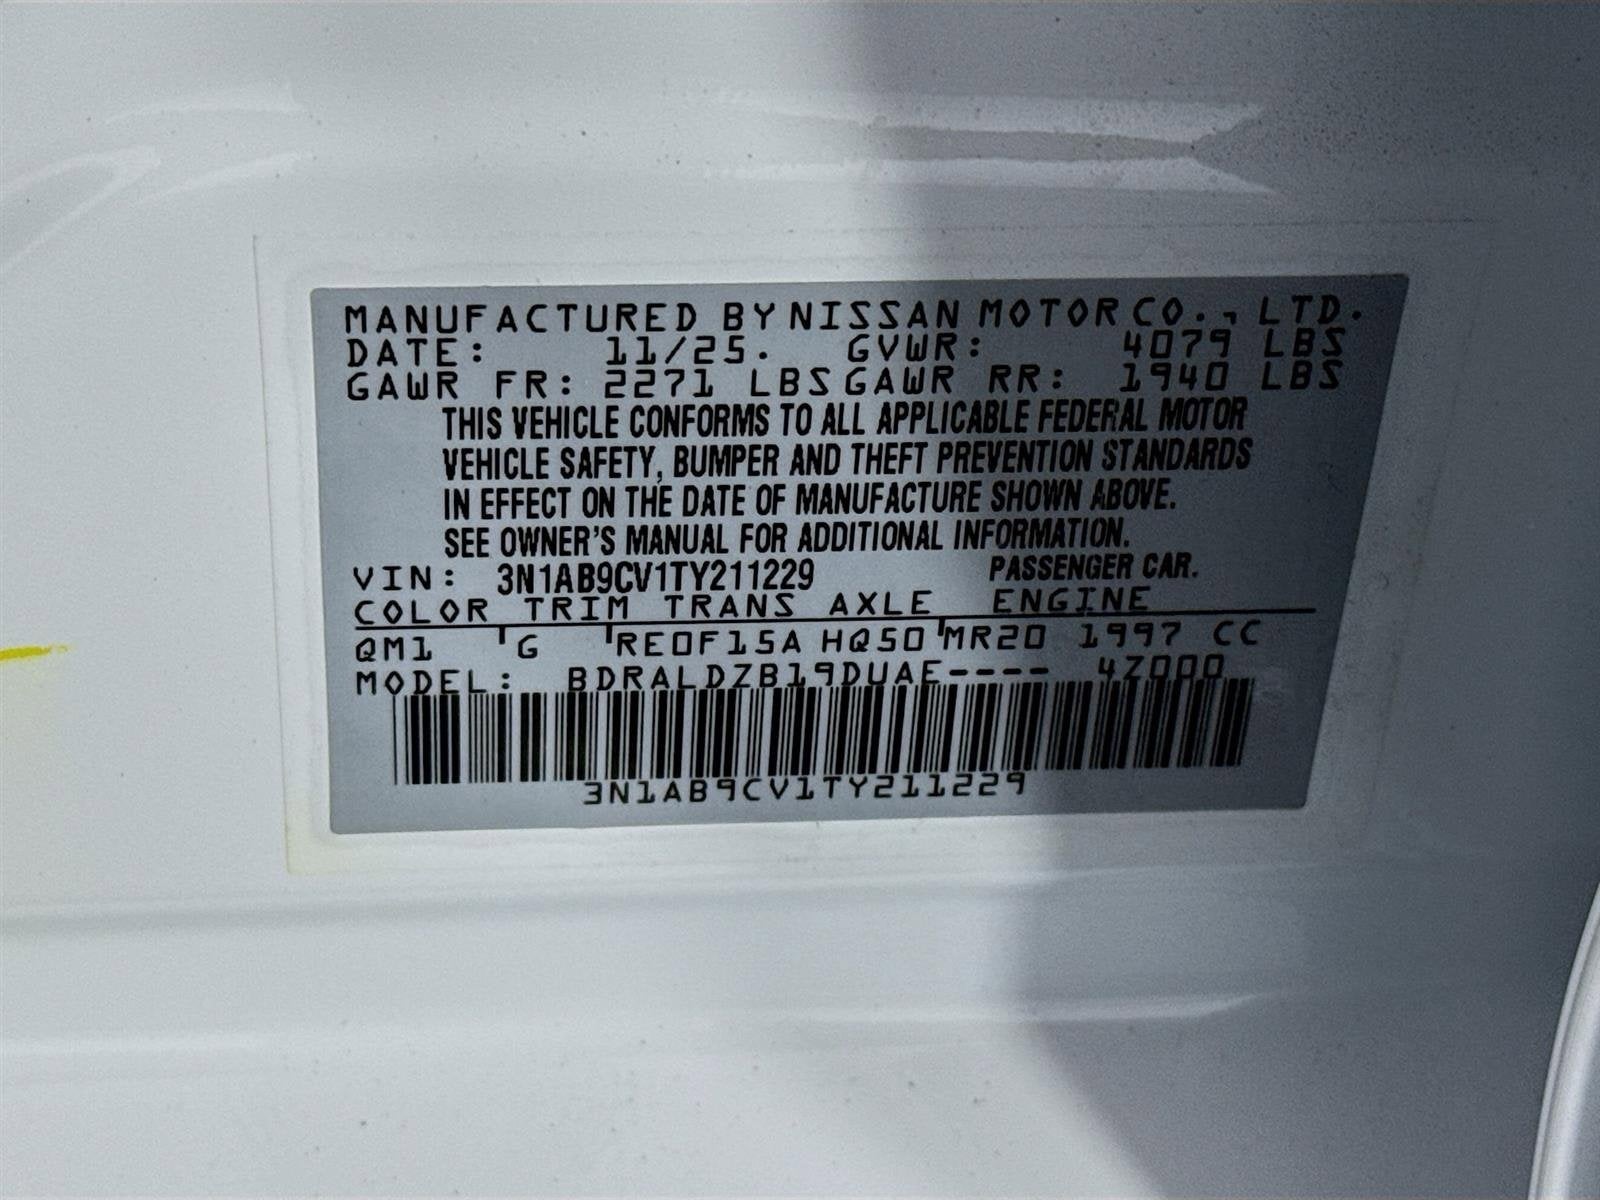 MANUFACTURED BY NISSAN MOTOR CO., LTD.
DATE: 11/25. GVWR: 4079 LBS
GAWR FR: 2271 LBS GAWR RR: 1940 LBS
THIS VEHICLE CONFORMS TO ALL APPLICABLE FEDERAL MOTOR
VEHICLE SAFETY, BUMPER AND THEFT PREVENTION STANDARDS
IN EFFECT ON THE DATE OF MANUFACTURE SHOWN ABOVE.
SEE OWNER'S MANUAL FOR ADDITIONAL INFORMATION.
VIN: 3N1AB9CV1TY211229 PASSENGER CAR.
COLOR TRIM TRANS AXLE ENGINE
QM1 G RE0F15A HQ50 MR20 1997 CC
MODEL: BDRALDZB19DUAE---- 4Z000
3N1AB9CV1TY211229